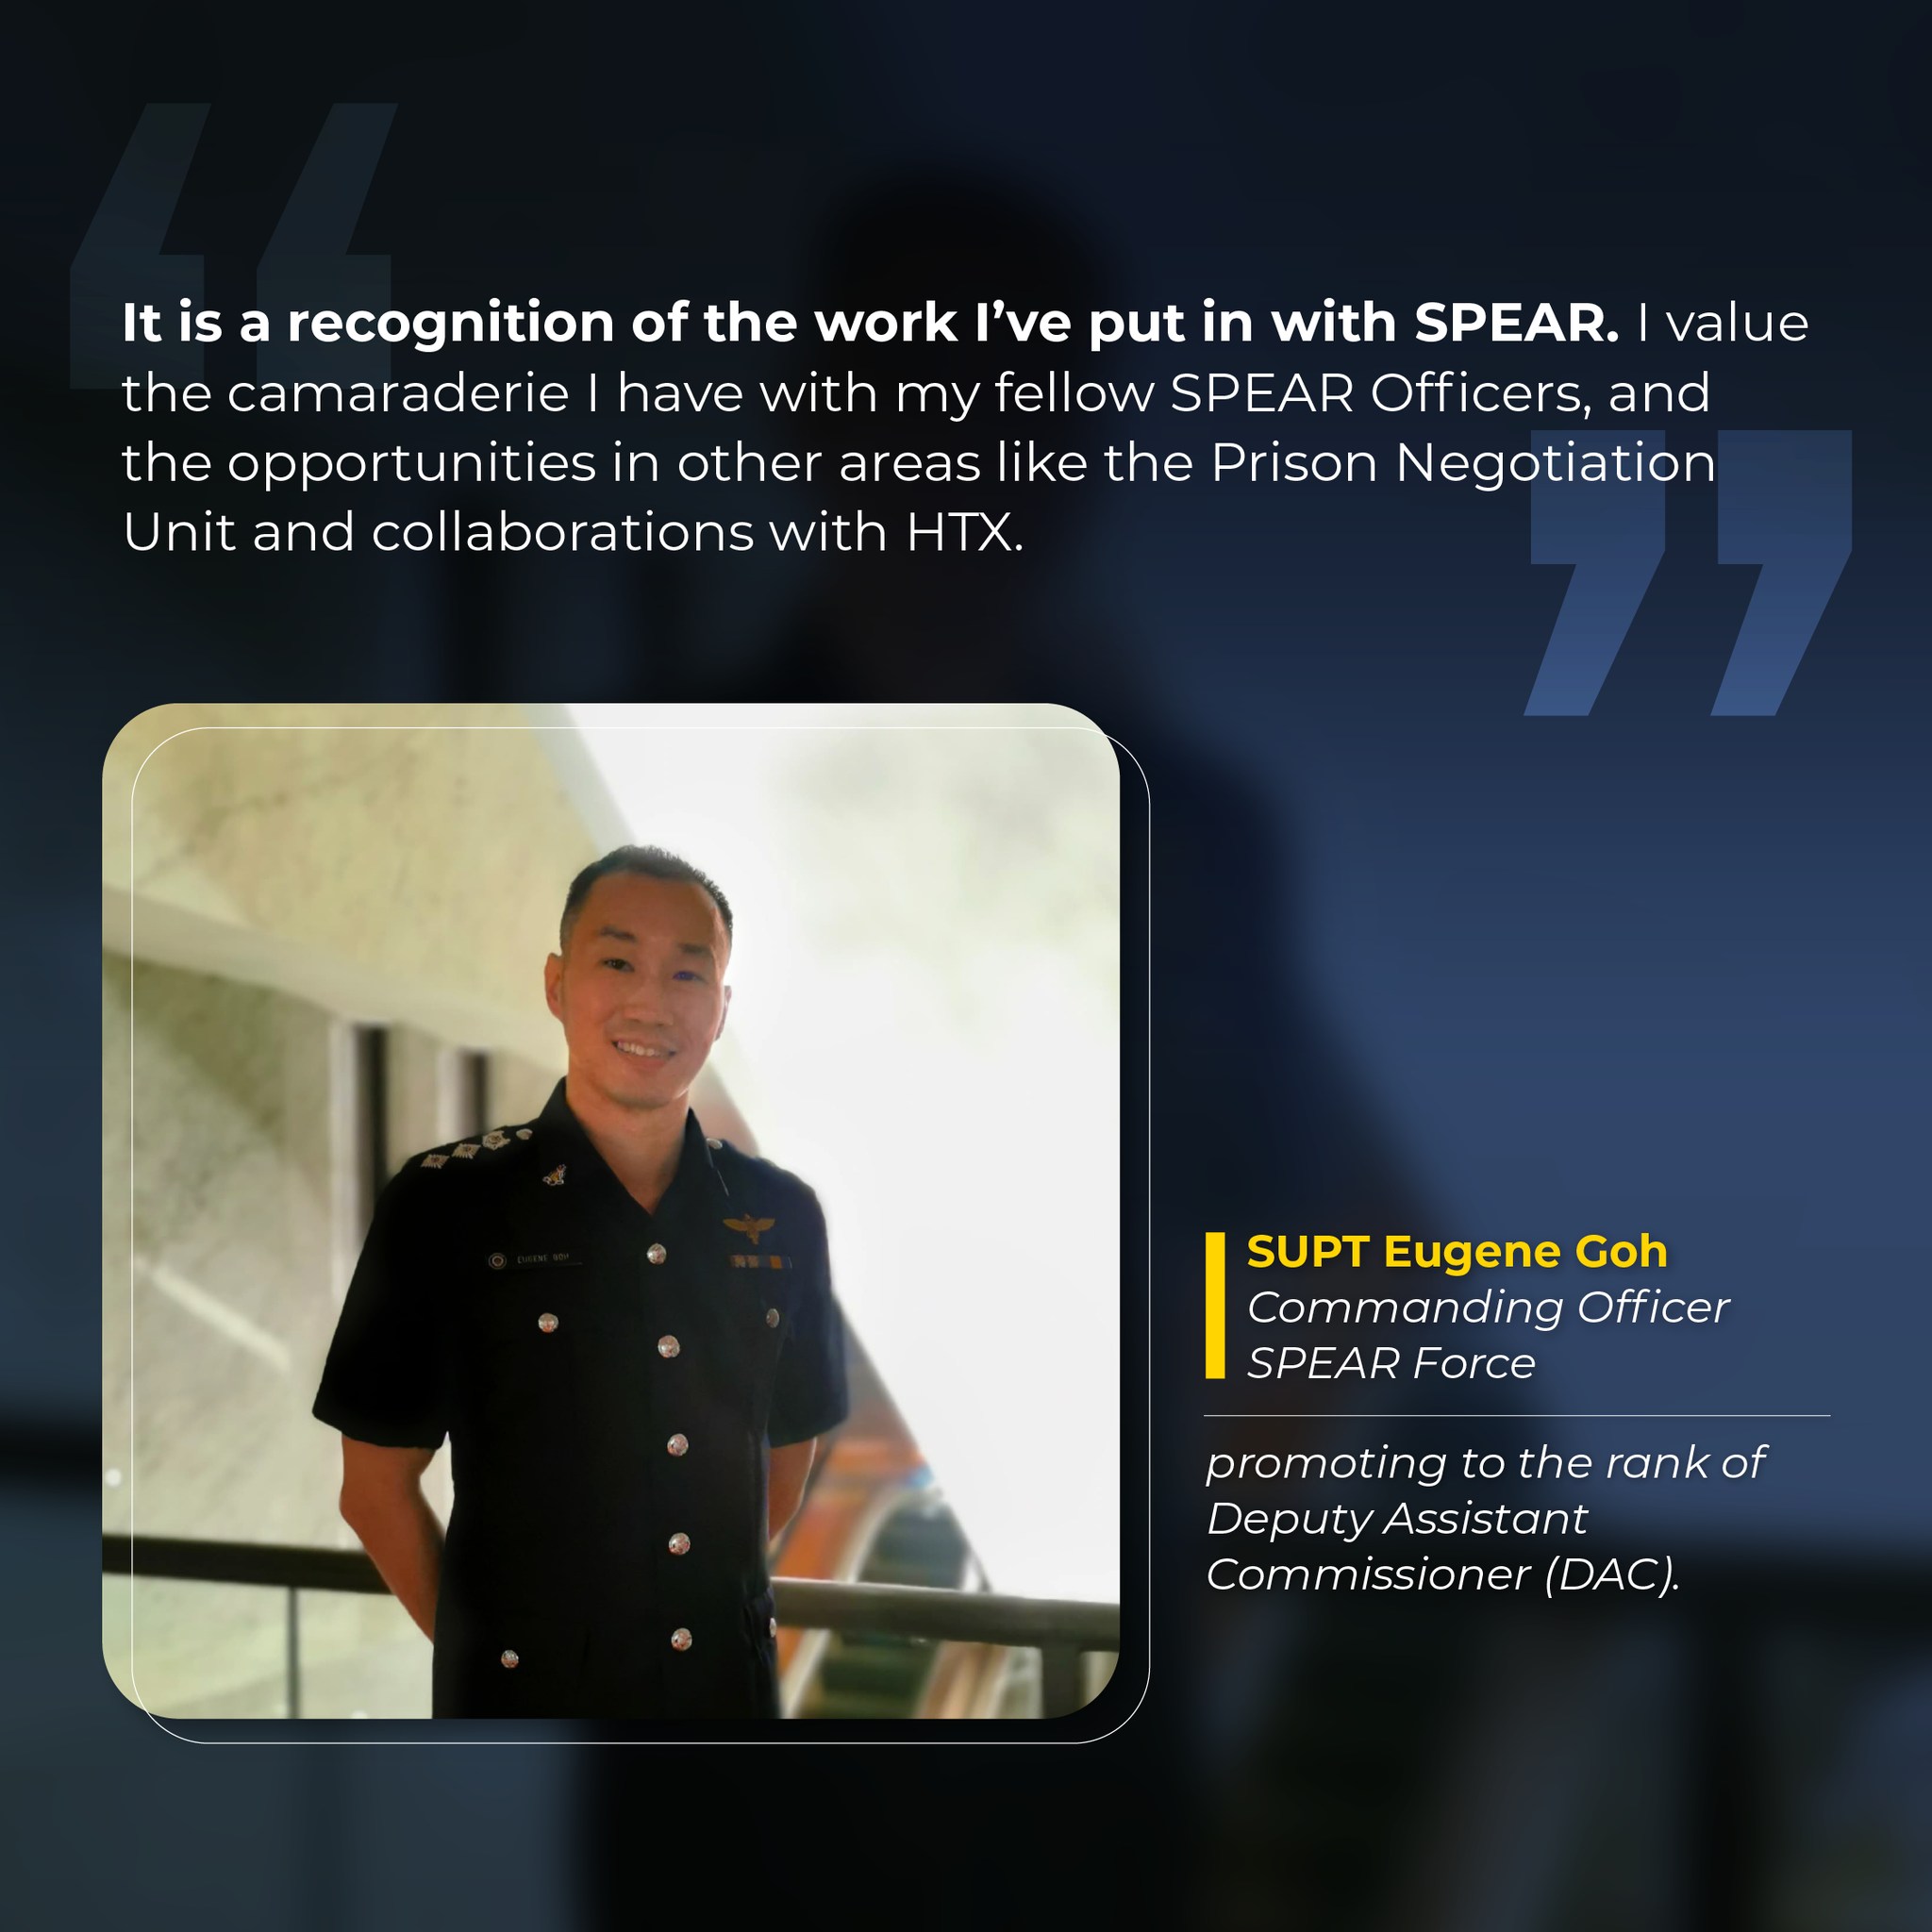 It is a recognition of the work I’ve put in with SPEAR. I value
the camaraderie I have with my fellow SPEAR Officers, and
the opportunities in other areas like the Prison Negotiation
Unit and collaborations with HTX.
EUGENE GOH
SUPT Eugene Goh
Commanding Officer
SPEAR Force
promoting to the rank of
Deputy Assistant
Commissioner (DAC).